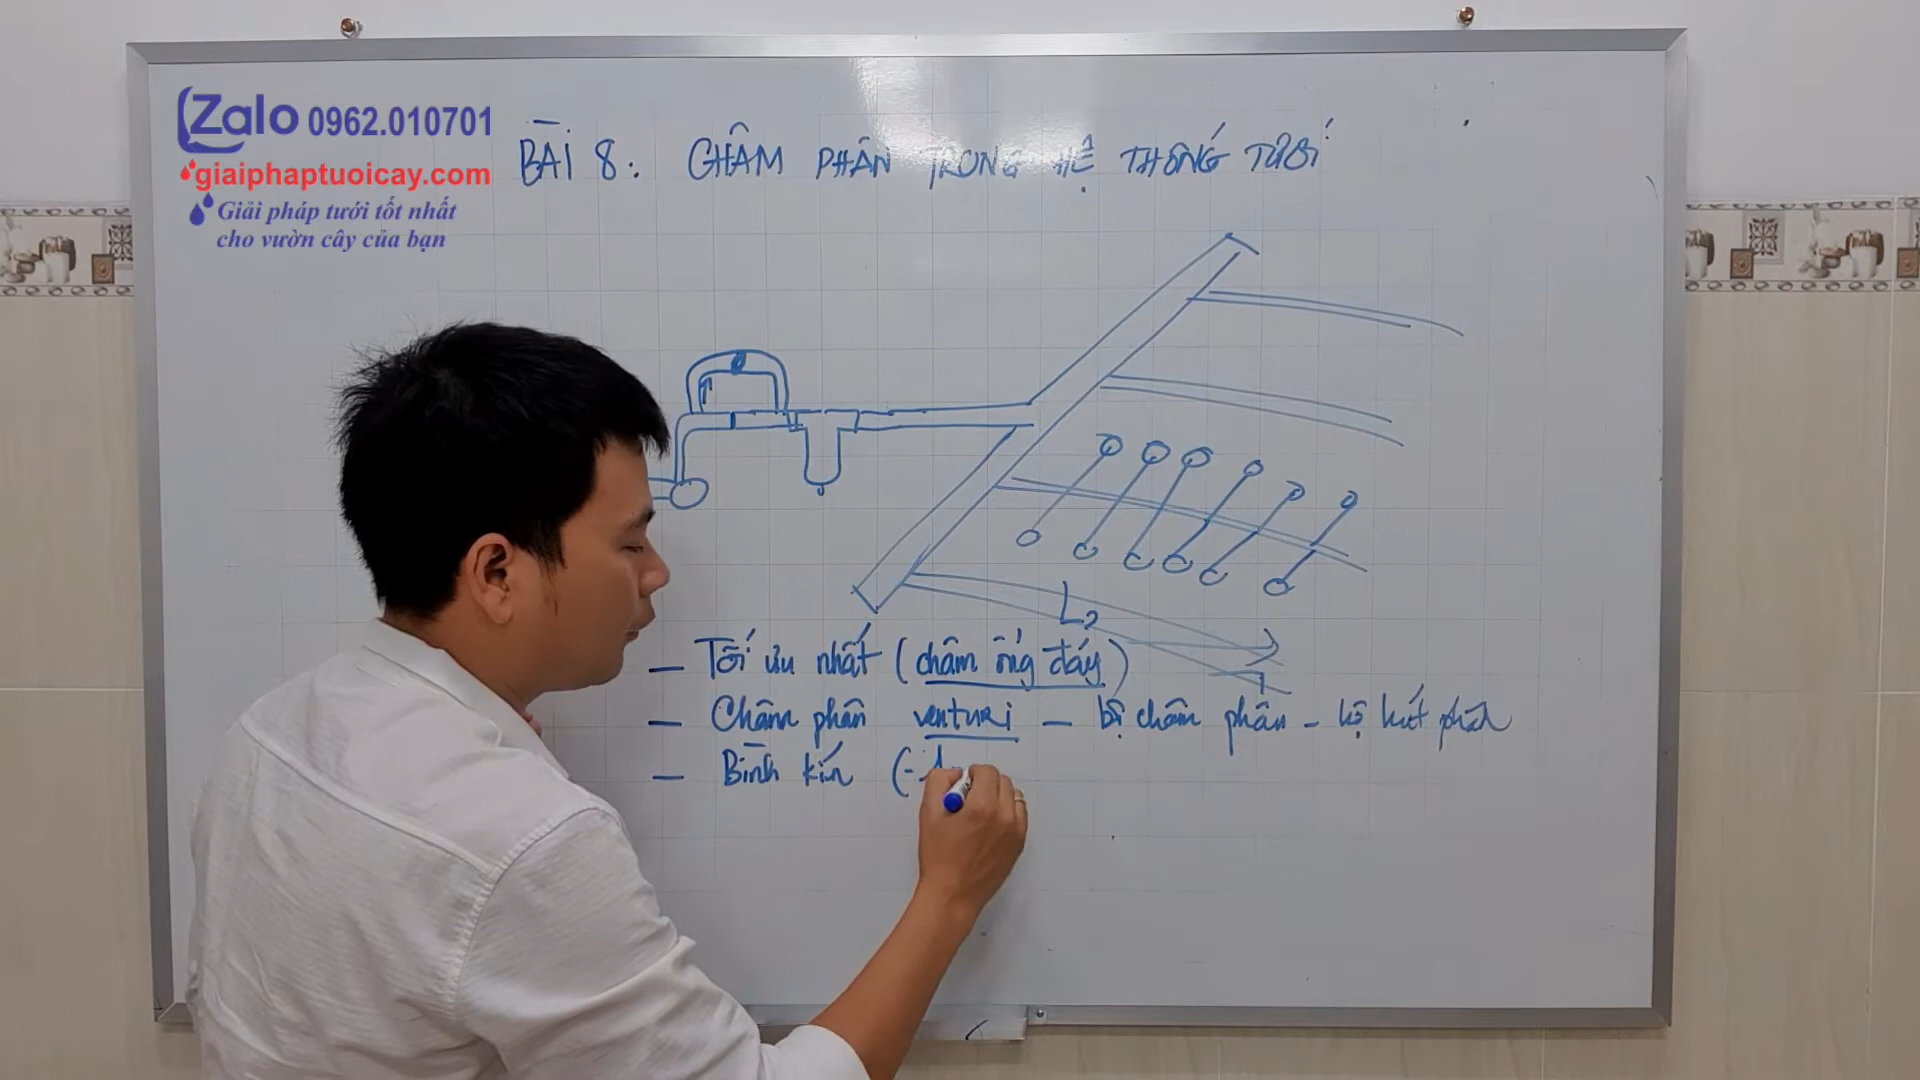 Zalo 0962.010701
giaiphaptuoicay.com
Giải pháp tưới tốt nhất
cho vườn cây của bạn
BÀI 8: CHÂM PHÂN TRONG HỆ THỐNG TƯỚI
L2
- Tối ưu nhất (châm ống đáy)
- Châm phân venturi - bộ châm phân - bộ hút phân
- Bình kín (-